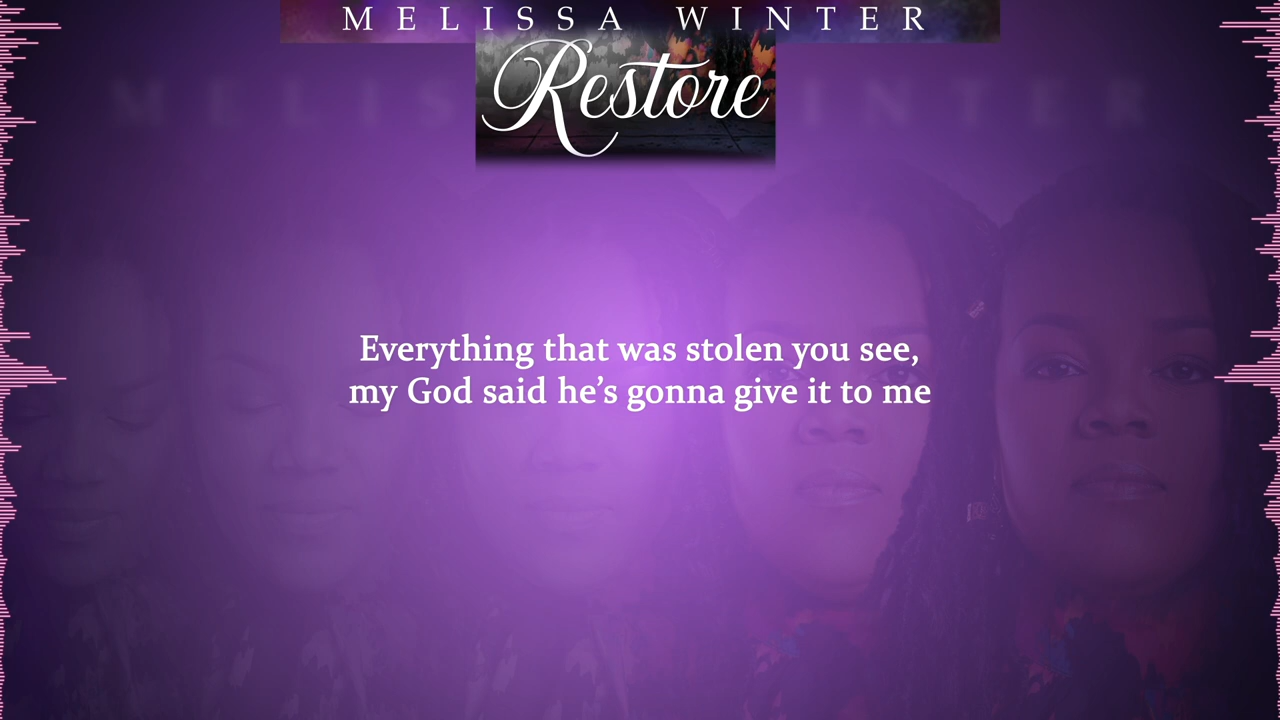 MELISSA WINTER
Restore
Everything that was stolen you see,
my God said he’s gonna give it to me